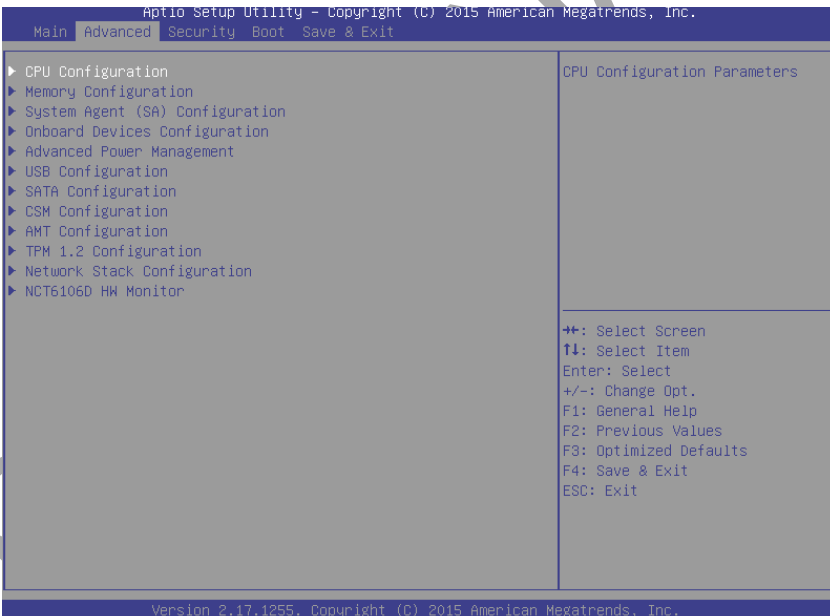 Aptio Setup Utility – Copyright (C) 2015 American Megatrends, Inc.
Main Advanced Security Boot Save & Exit
▶ CPU Configuration
▶ Memory Configuration
▶ System Agent (SA) Configuration
▶ Onboard Devices Configuration
▶ Advanced Power Management
▶ USB Configuration
▶ SATA Configuration
▶ CSM Configuration
▶ AMT Configuration
▶ TPM 1.2 Configuration
▶ Network Stack Configuration
▶ NCT6106D HW Monitor
CPU Configuration Parameters
→←: Select Screen
↑↓: Select Item
Enter: Select
+/-: Change Opt.
F1: General Help
F2: Previous Values
F3: Optimized Defaults
F4: Save & Exit
ESC: Exit
Version 2.17.1255. Copyright (C) 2015 American Megatrends, Inc.